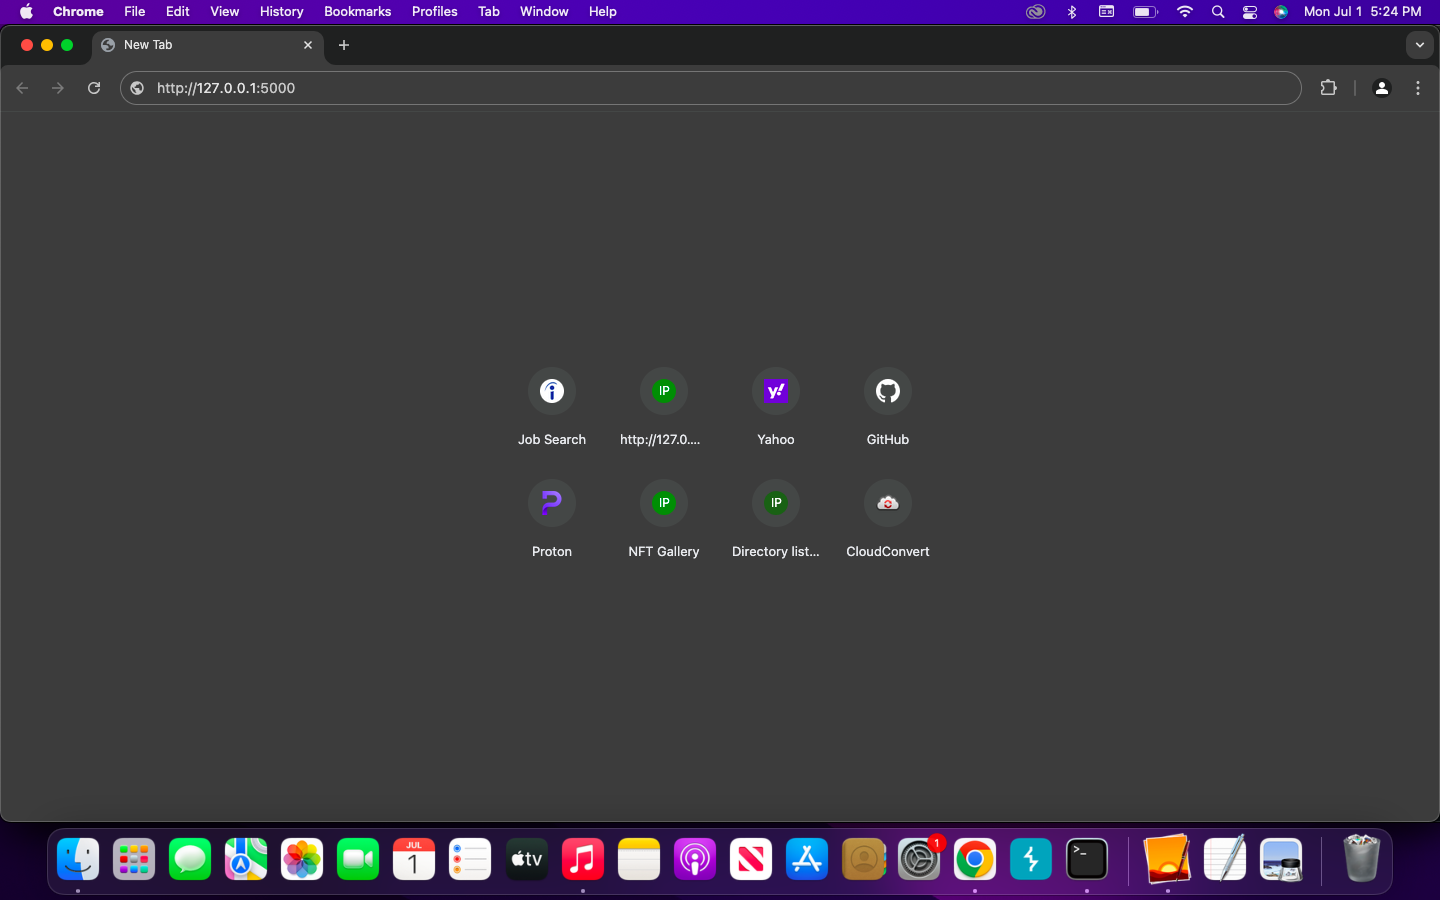 Chrome File Edit View History Bookmarks Profiles Tab Window Help Mon Jul 1 5:24 PM
New Tab
http://127.0.0.1:5000
IP y!
Job Search http://127.0.... Yahoo GitHub
IP IP
Proton NFT Gallery Directory list... CloudConvert
JUL
1
tv
1
>_